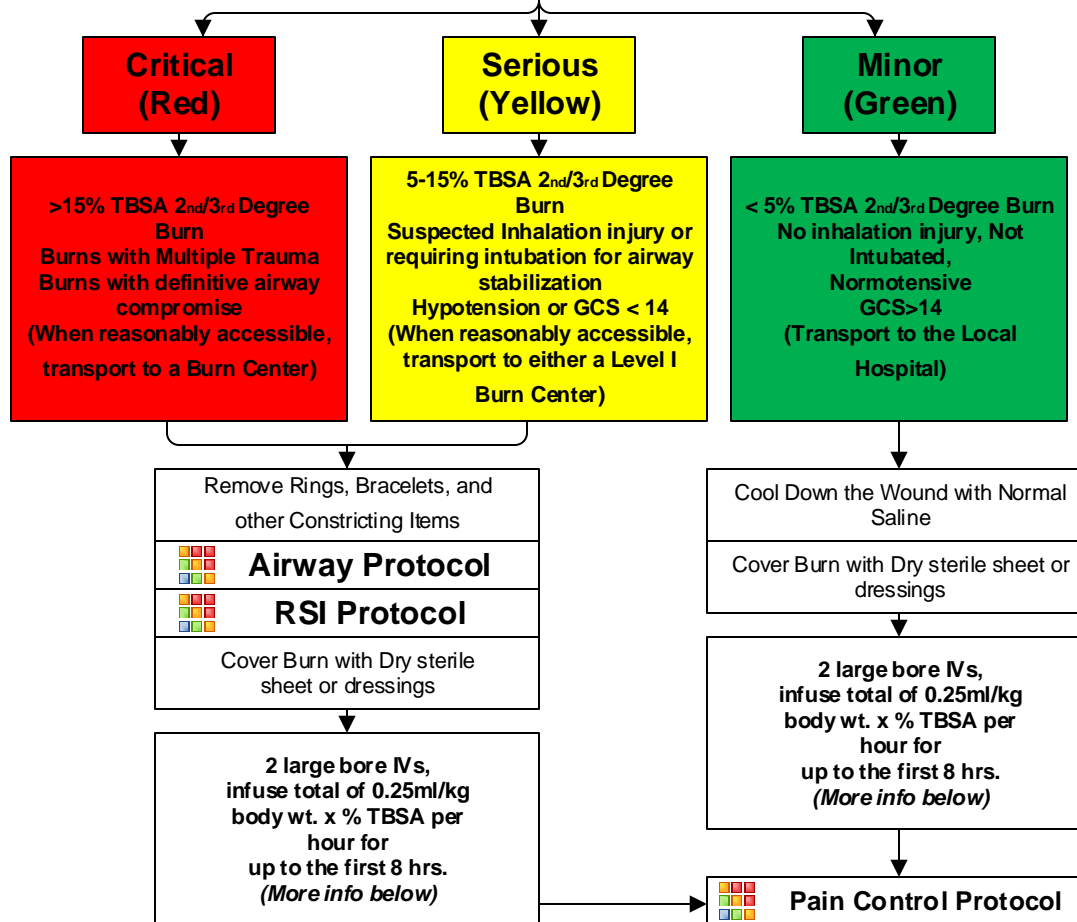 Critical
(Red)
Serious
(Yellow)
Minor
(Green)
>15% TBSA 2nd/3rd Degree
Burn
Burns with Multiple Trauma
Burns with definitive airway
compromise
(When reasonably accessible,
transport to a Burn Center)
5-15% TBSA 2nd/3rd Degree
Burn
Suspected Inhalation injury or
requiring intubation for airway
stabilization
Hypotension or GCS < 14
(When reasonably accessible,
transport to either a Level I
Burn Center)
< 5% TBSA 2nd/3rd Degree Burn
No inhalation injury, Not
Intubated,
Normotensive
GCS>14
(Transport to the Local
Hospital)
Remove Rings, Bracelets, and
other Constricting Items
Airway Protocol
RSI Protocol
Cover Burn with Dry sterile
sheet or dressings
2 large bore IVs,
infuse total of 0.25ml/kg
body wt. x % TBSA per
hour for
up to the first 8 hrs.
(More info below)
Cool Down the Wound with Normal
Saline
Cover Burn with Dry sterile sheet or
dressings
2 large bore IVs,
infuse total of 0.25ml/kg
body wt. x % TBSA per
hour for
up to the first 8 hrs.
(More info below)
Pain Control Protocol